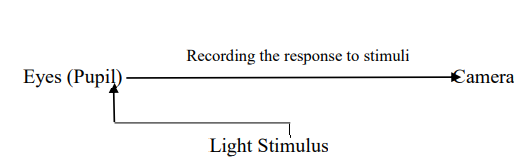 Recording the response to stimuli
Eyes (Pupil)
Camera
Light Stimulus